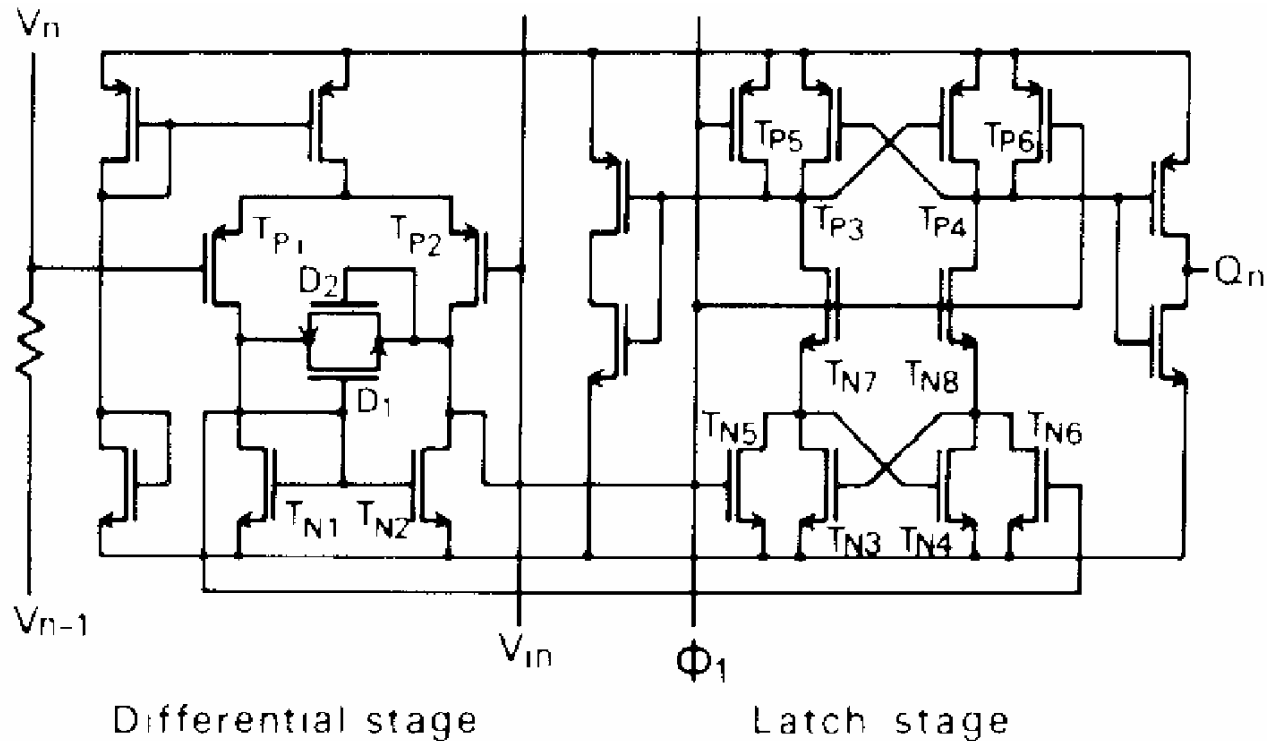 Vn
TP5
TP6
TP1
TP2
TP3
TP4
D2
Qn
D1
TN7
TN8
TN5
TN6
TN1
TN2
TN3
TN4
Vn-1
Vin
Φ1
Differential stage
Latch stage